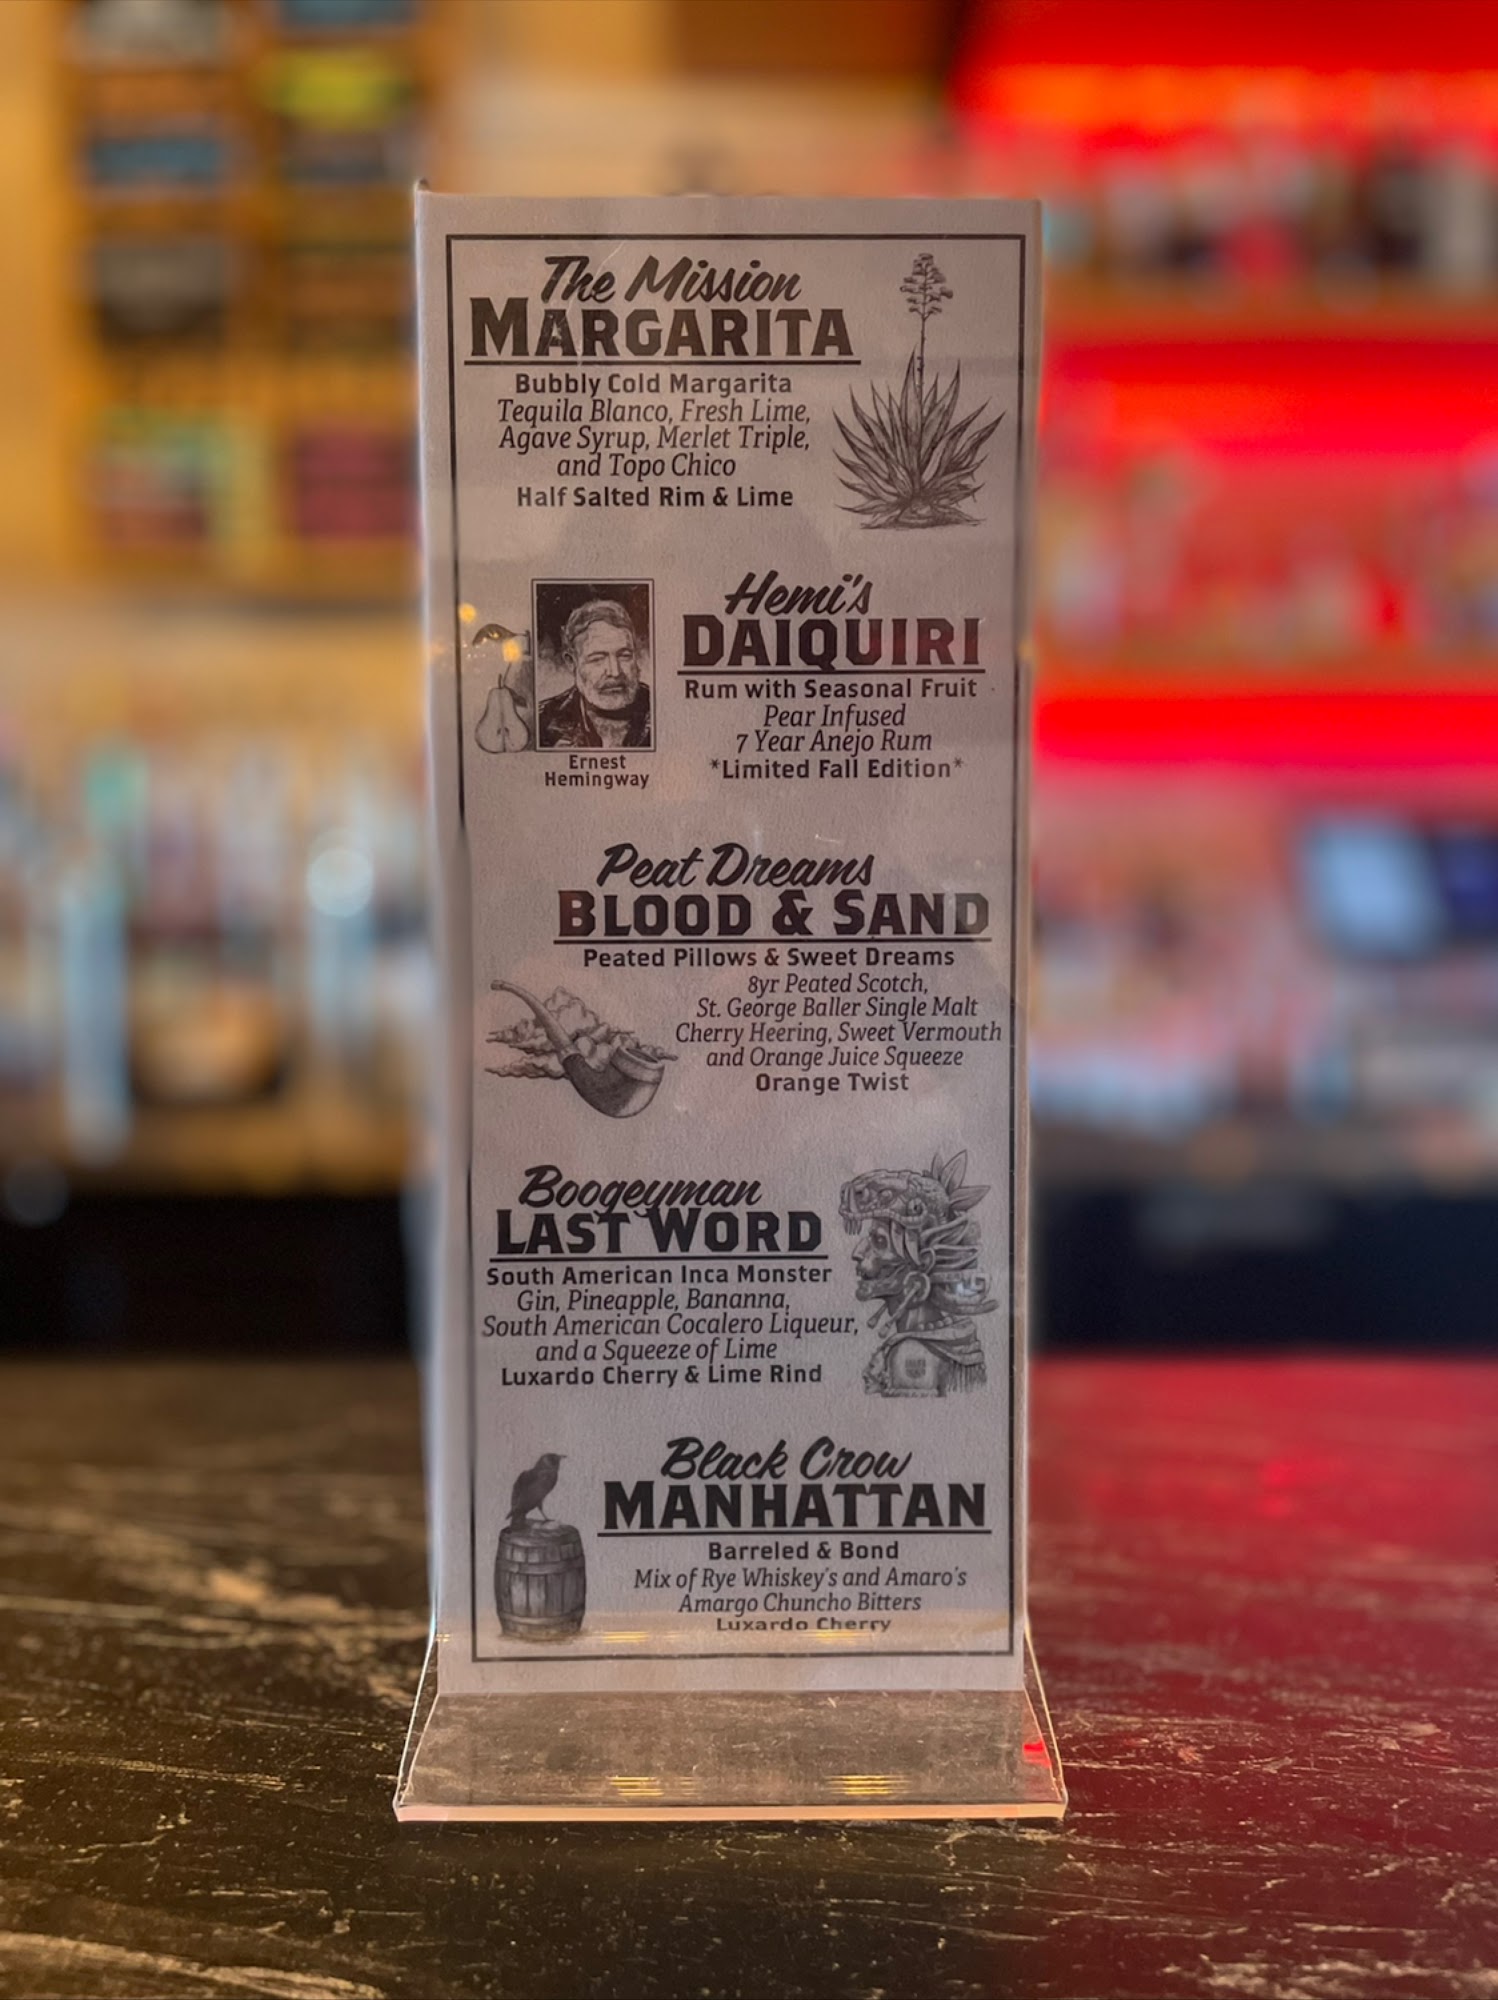 The Mission
MARGARITA
Bubbly Cold Margarita
Tequila Blanco, Fresh Lime,
Agave Syrup, Merlet Triple,
and Topo Chico
Half Salted Rim & Lime
Hemi's
DAIQUIRI
Rum with Seasonal Fruit
Pear Infused
7 Year Anejo Rum
*Limited Fall Edition*
Ernest
Hemingway
Peat Dreams
BLOOD & SAND
Peated Pillows & Sweet Dreams
8yr Peated Scotch,
St. George Baller Single Malt
Cherry Heering, Sweet Vermouth
and Orange Juice Squeeze
Orange Twist
Boogeyman
LAST WORD
South American Inca Monster
Gin, Pineapple, Bananna,
South American Cocalero Liqueur,
and a Squeeze of Lime
Luxardo Cherry & Lime Rind
Black Crow
MANHATTAN
Barreled & Bond
Mix of Rye Whiskey's and Amaro's
Amargo Chuncho Bitters
Luxardo Cherry